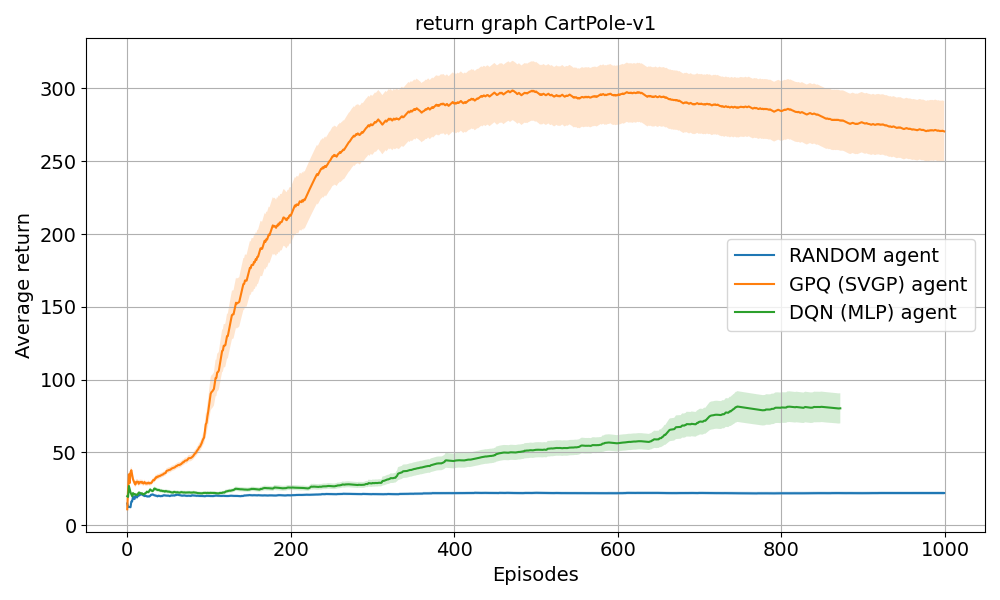 return graph CartPole-v1
Average return
300
250
200
150
100
50
0
RANDOM agent
GPQ (SVGP) agent
DQN (MLP) agent
0 200 400 600 800 1000
Episodes